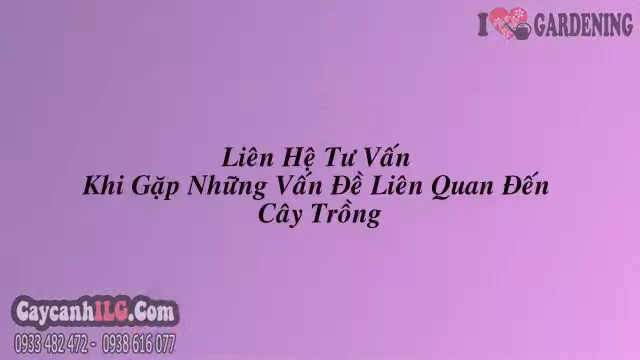 I GARDENING
Liên Hệ Tư Vấn
Khi Gặp Những Vấn Đề Liên Quan Đến
Cây Trồng
CaycanhILG.Com
0933 482 472 - 0938 616 077